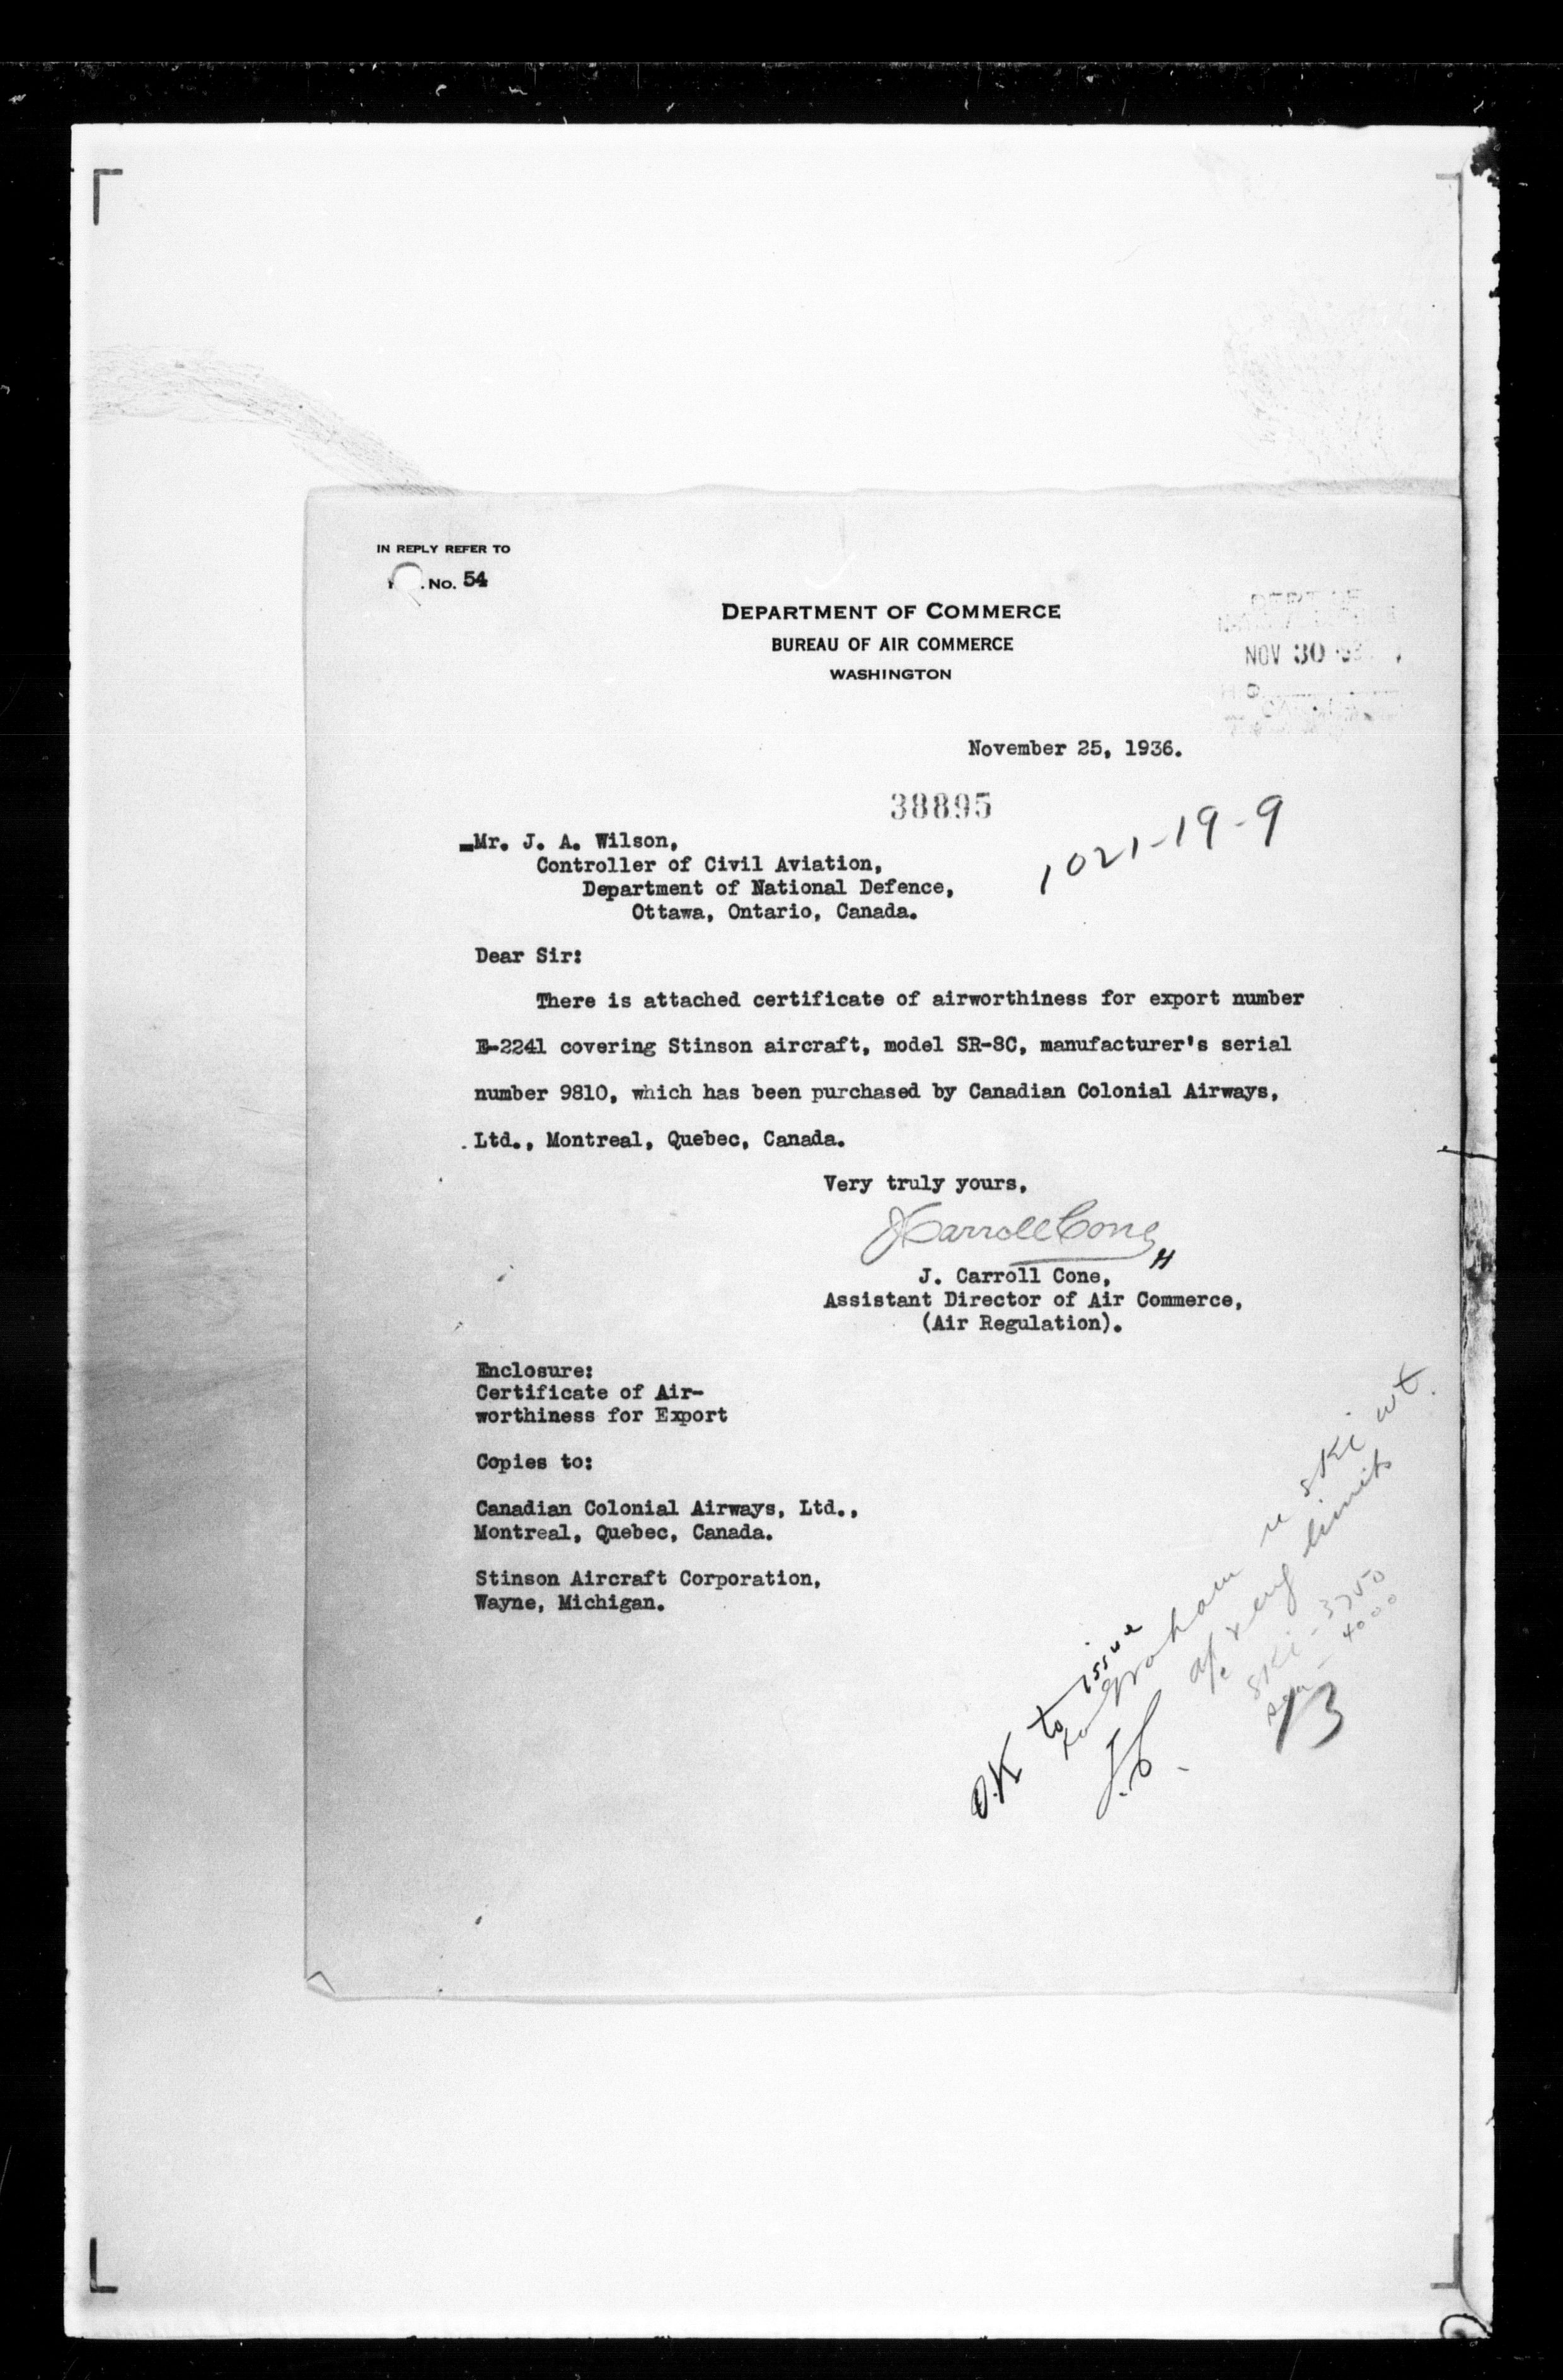 IN REPLY REFER TO
No. 54
DEPARTMENT OF COMMERCE
BUREAU OF AIR COMMERCE
WASHINGTON
NOV 30
November 25, 1936.
38895
1021-19-9
Mr. J. A. Wilson,
Controller of Civil Aviation,
Department of National Defence,
Ottawa, Ontario, Canada.
Dear Sir:
There is attached certificate of airworthiness for export number
E-2241 covering Stinson aircraft, model SR-8C, manufacturer's serial
number 9810, which has been purchased by Canadian Colonial Airways,
Ltd., Montreal, Quebec, Canada.
Very truly yours,
J Carroll Cone
H
J. Carroll Cone,
Assistant Director of Air Commerce,
(Air Regulation).
Enclosure:
Certificate of Air-
worthiness for Export
Copies to:
Canadian Colonial Airways, Ltd.,
Montreal, Quebec, Canada.
Stinson Aircraft Corporation,
Wayne, Michigan.
O.K to issue
ski wt.
a/c & eng limits
ski - 3750
4000
13